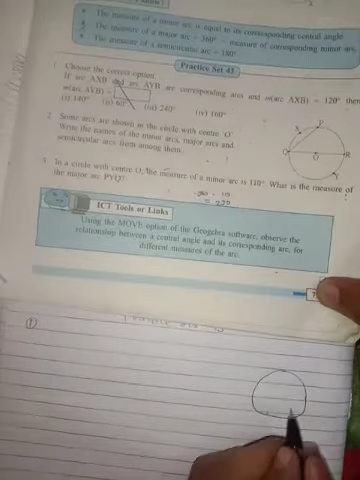 The measure of a minor arc is equal to its corresponding central angle.
The measure of a major arc = 360° - measure of corresponding minor arc.
The measure of a semicircular arc = 180°
Practice Set 43
1 Choose the correct option.
If arc AXB and arc AYB are corresponding arcs and m(arc AXB) = 120° then
m(arc AYB) =
(i) 140° (ii) 60° (iii) 240° (iv) 160°
2 Some arcs are shown in the circle with centre 'O'.
Write the names of the minor arcs, major arcs and
semicircular arcs from among them.
P
Q O R
Y
3 In a circle with centre O, the measure of a minor arc is 110°. What is the measure of
the major arc PYQ?
ICT Tools or Links
Using the MOVE option of the Geogebra software, observe the
relationship between a central angle and its corresponding arc, for
different measures of the arc.
①